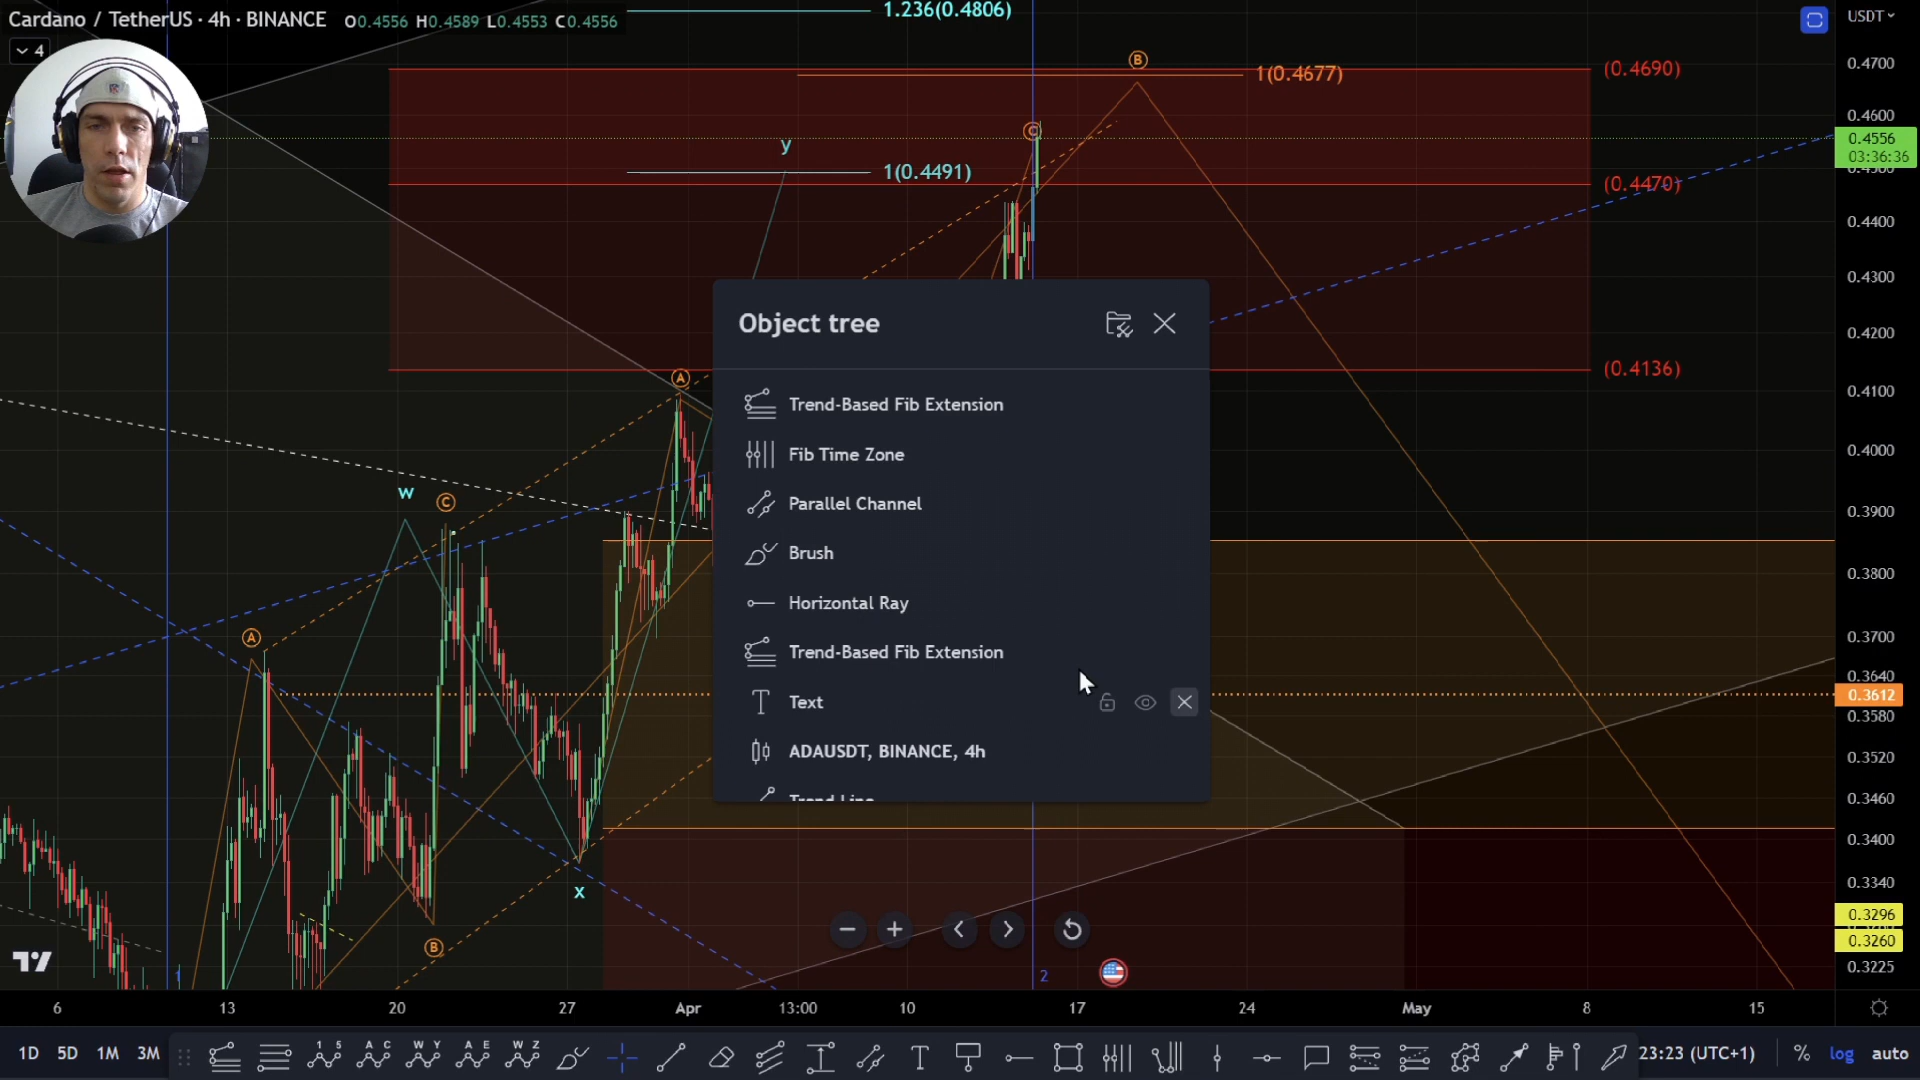 Cardano / TetherUS · 4h · BINANCE O0.4556 H0.4589 L0.4553 C0.4556
1.236(0.4806)
USDT
4
B
1(0.4677)
(0.4690)
0.4700
0.4600
C
0.4556
03:36:36
y
1(0.4491)
(0.4470)
0.4400
0.4300
Object tree
0.4200
(0.4136)
A
0.4100
Trend-Based Fib Extension
Fib Time Zone
0.4000
W
C
Parallel Channel
0.3900
Brush
0.3800
Horizontal Ray
A
0.3700
Trend-Based Fib Extension
0.3640
0.3612
Text
0.3580
ADAUSDT, BINANCE, 4h
0.3520
Trend Line
0.3460
0.3400
X
0.3340
0.3296
B
0.3260
0.3225
1
2
6 13 20 27 Apr 13:00 10 17 24 May 8 15
1D 5D 1M 3M
1 5
A C
W Y
A E
W Z
23:23 (UTC+1) % log auto